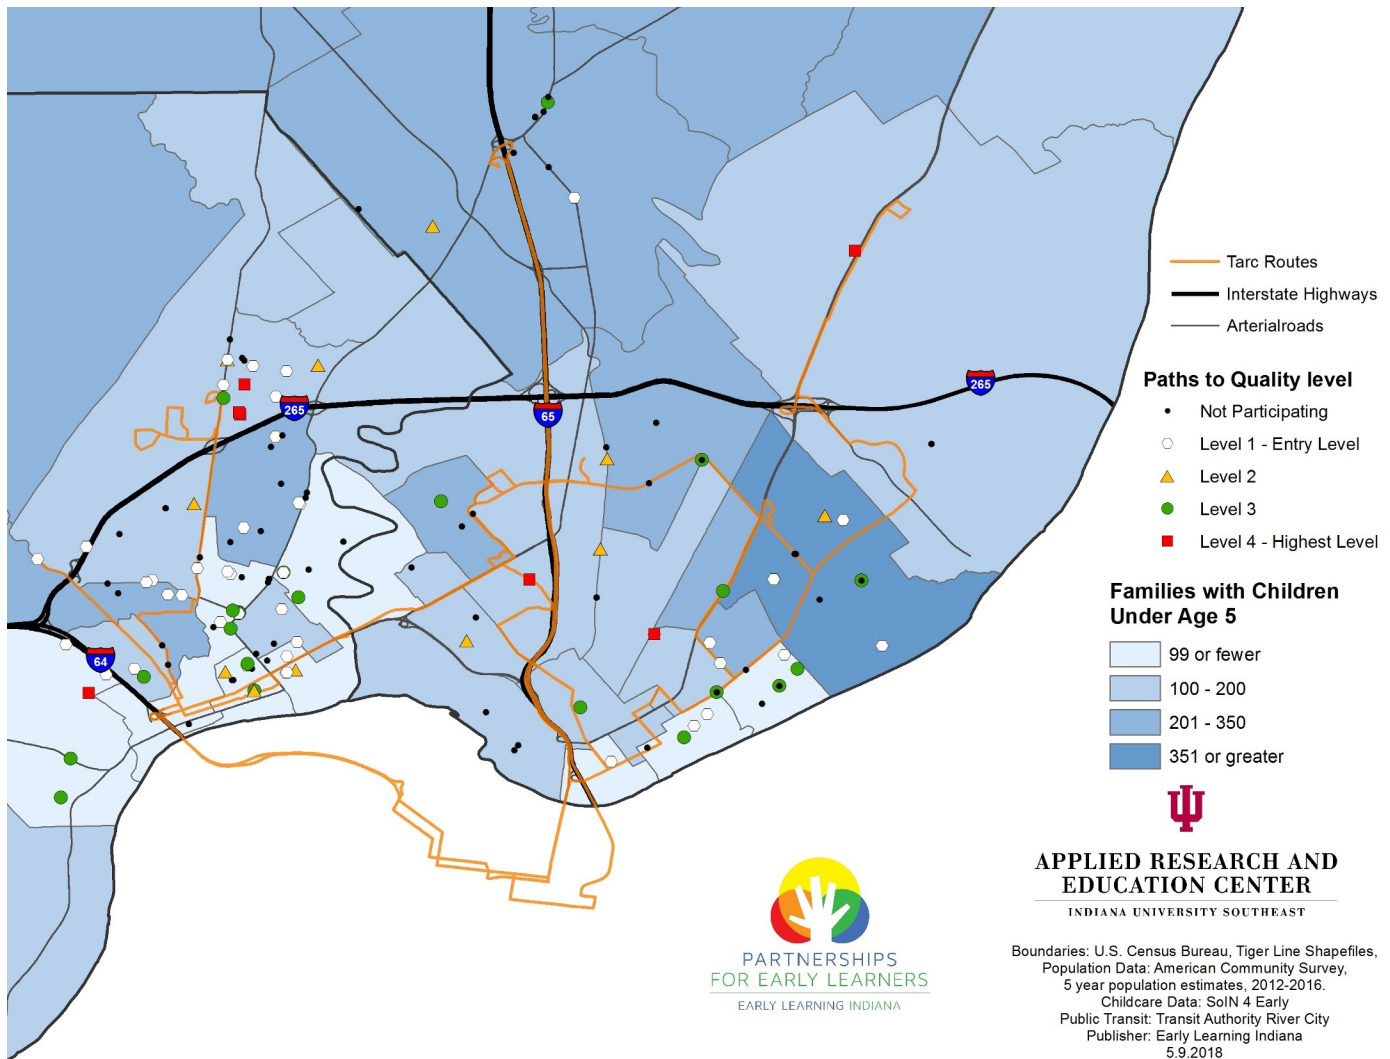 265
65
265
64
Tarc Routes
Interstate Highways
Arterialroads
Paths to Quality level
Not Participating
Level 1 - Entry Level
Level 2
Level 3
Level 4 - Highest Level
Families with Children
Under Age 5
99 or fewer
100 - 200
201 - 350
351 or greater
APPLIED RESEARCH AND
EDUCATION CENTER
INDIANA UNIVERSITY SOUTHEAST
PARTNERSHIPS
FOR EARLY LEARNERS
EARLY LEARNING INDIANA
Boundaries: U.S. Census Bureau, Tiger Line Shapefiles,
Population Data: American Community Survey,
5 year population estimates, 2012-2016.
Childcare Data: SoIN 4 Early
Public Transit: Transit Authority River City
Publisher: Early Learning Indiana
5.9.2018